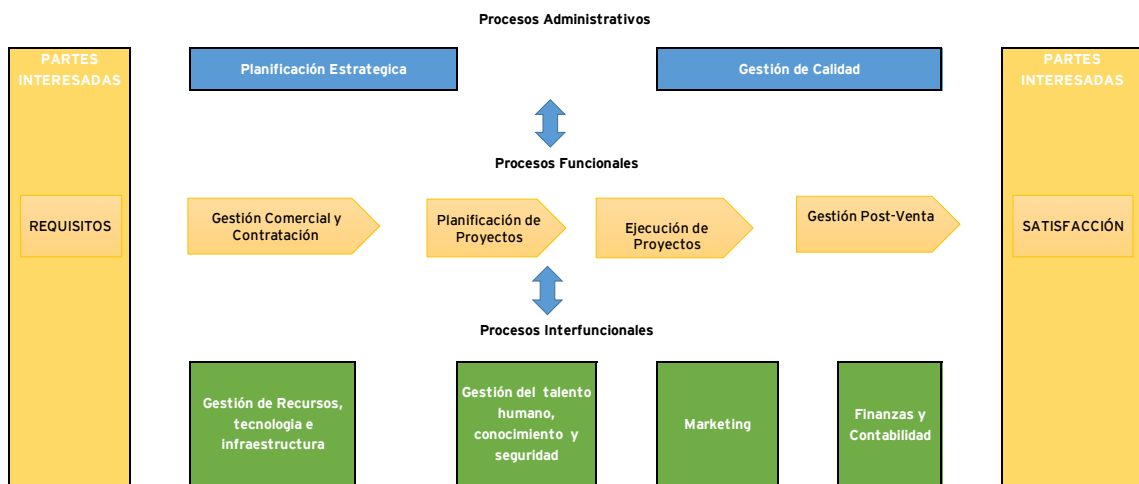 Procesos Administrativos
PARTES
INTERESADAS
Planificación Estrategica
Gestión de Calidad
PARTES
INTERESADAS
Procesos Funcionales
REQUISITOS
Gestión Comercial y
Contratación
Planificación de
Proyectos
Ejecución de
Proyectos
Gestión Post-Venta
SATISFACCIÓN
Procesos Interfuncionales
Gestión de Recursos,
tecnologia e
infraestructura
Gestión del talento
humano,
conocimiento y
seguridad
Marketing
Finanzas y
Contabilidad